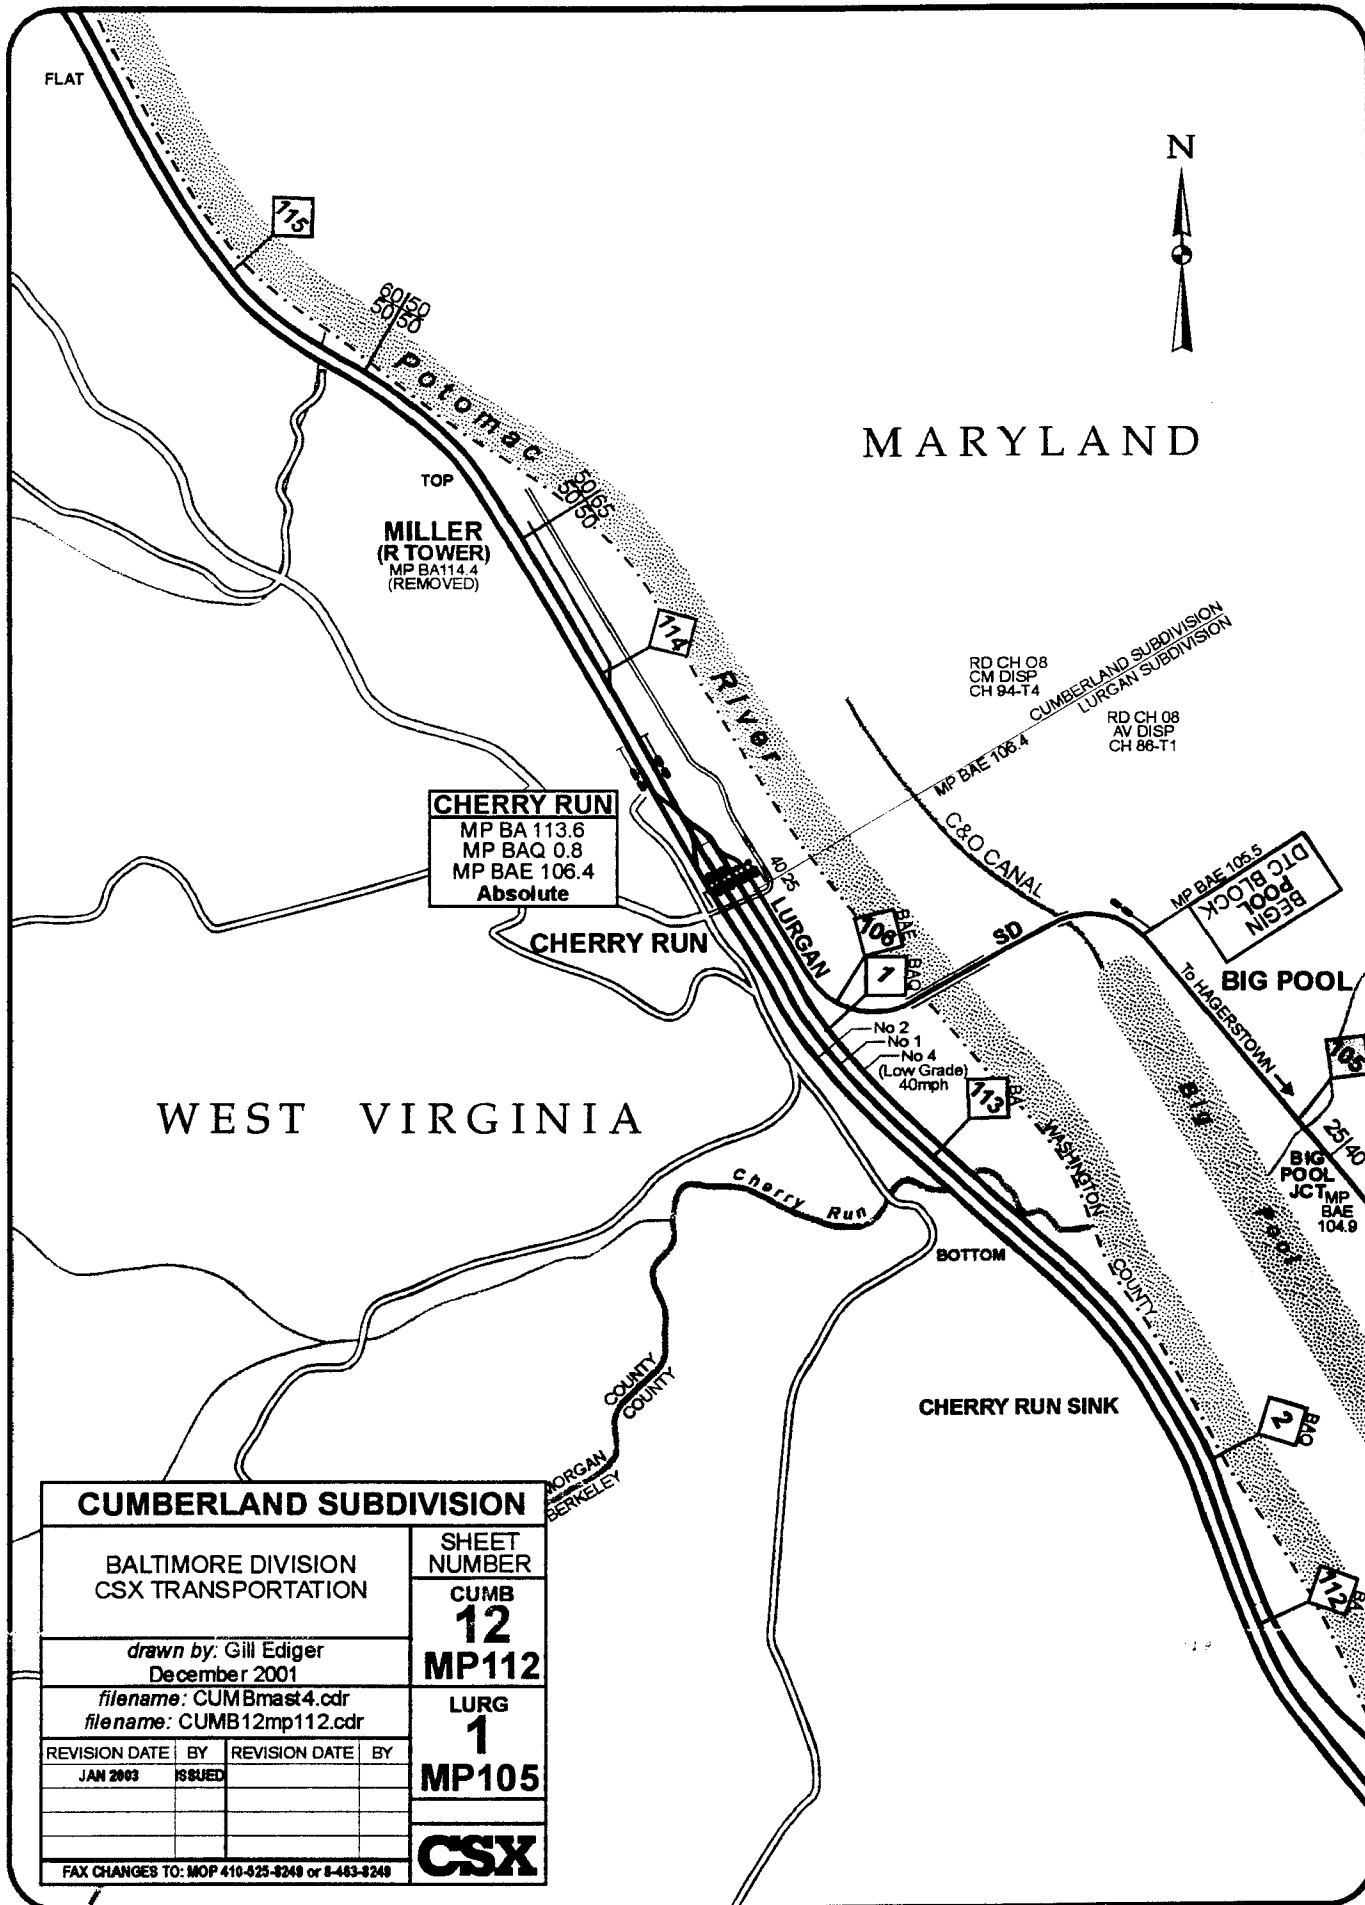 FLAT
115
N
60|50
50|50
Potomac
River
MARYLAND
TOP
50|65
50|50
MILLER
(R TOWER)
MP BA114.4
(REMOVED)
114
RD CH 08
CM DISP
CH 94-T4
CUMBERLAND SUBDIVISION
LURGAN SUBDIVISION
RD CH 08
AV DISP
CH 86-T1
MP BAE 106.4
CHERRY RUN
MP BA 113.6
MP BAQ 0.8
MP BAE 106.4
Absolute
C&O CANAL
40|25
MP BAE 105.5
BEGIN
POOL
DTC BLOCK
CHERRY RUN
LURGAN
106
BAE
1
BAQ
SD
BIG POOL
To HAGERSTOWN
No 2
No 1
No 4
(Low Grade)
40mph
105
113
BA
WEST VIRGINIA
WASHINGTON
COUNTY
Big
Pool
25|40
BIG
POOL
JCT
MP
BAE
104.9
Cherry Run
BOTTOM
COUNTY
COUNTY
MORGAN
BERKELEY
CHERRY RUN SINK
2
BAQ
112
BA
CUMBERLAND SUBDIVISION
BALTIMORE DIVISION
CSX TRANSPORTATION
SHEET
NUMBER
CUMB
12
MP112
drawn by: Gill Ediger
December 2001
filename: CUMBmast4.cdr
filename: CUMB12mp112.cdr
LURG
1
MP105
REVISION DATE BY REVISION DATE BY
JAN 2003 ISSUED
CSX
FAX CHANGES TO: MOP 410-525-8249 or 8-463-8249